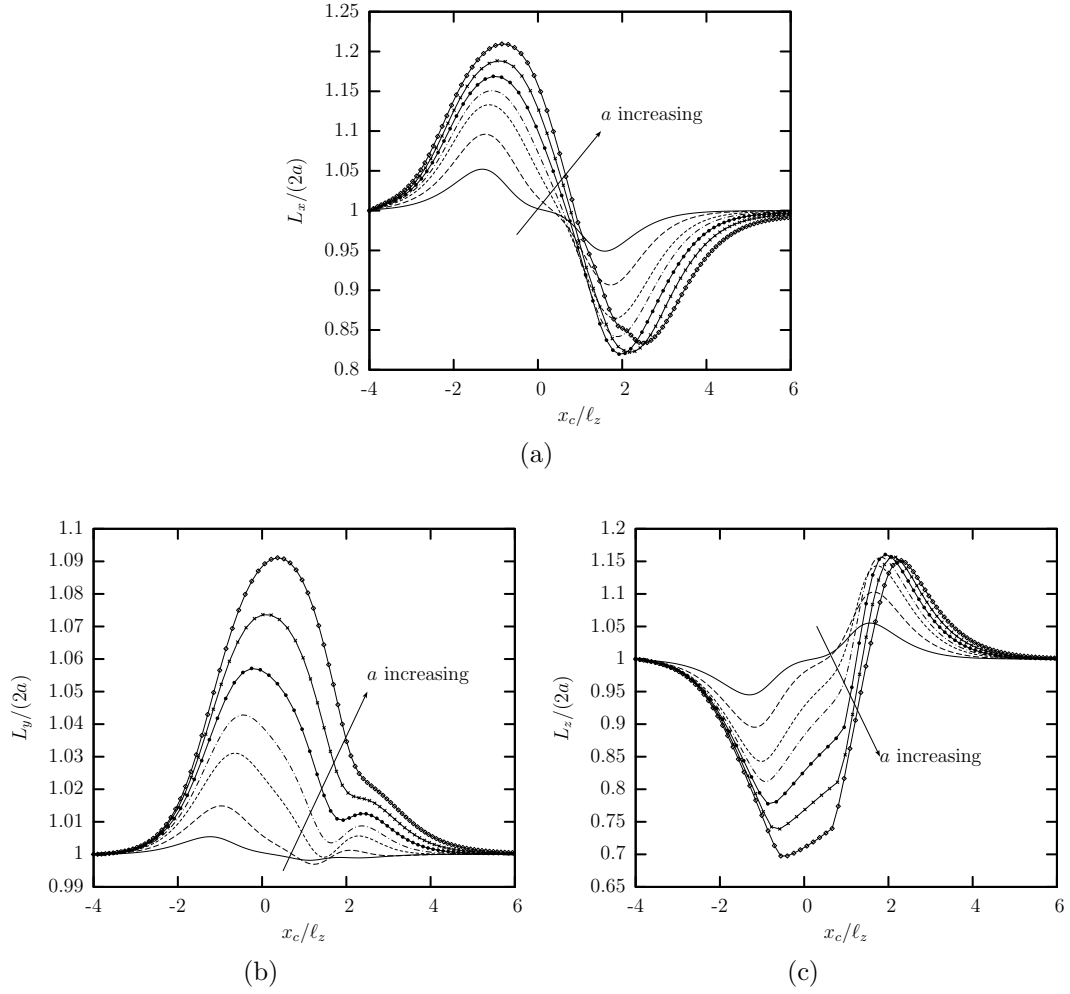 1.25
1.2
1.15
1.1
1.05
1
0.95
0.9
0.85
0.8
L_x/(2a)
a increasing
-4 -2 0 2 4 6
x_c/ℓ_z
(a)
1.1
1.09
1.08
1.07
1.06
1.05
1.04
1.03
1.02
1.01
1
0.99
L_y/(2a)
a increasing
-4 -2 0 2 4 6
x_c/ℓ_z
(b)
1.2
1.15
1.1
1.05
1
0.95
0.9
0.85
0.8
0.75
0.7
0.65
L_z/(2a)
a increasing
-4 -2 0 2 4 6
x_c/ℓ_z
(c)